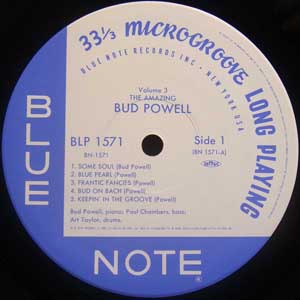 33 1/3 MICROGROOVE LONG PLAYING
BLUE NOTE RECORDS INC • NEW YORK USA
Volume 3
THE AMAZING
BUD POWELL
BLP 1571
Side 1
BN-1571
(BN 1571-A)
1. SOME SOUL (Bud Powell)
2. BLUE PEARL (Powell)
3. FRANTIC FANCIES (Powell)
4. BUD ON BACH (Powell)
5. KEEPIN' IN THE GROOVE (Powell)
Bud Powell, piano; Paul Chambers, bass;
Art Taylor, drums.
BLUE
NOTE